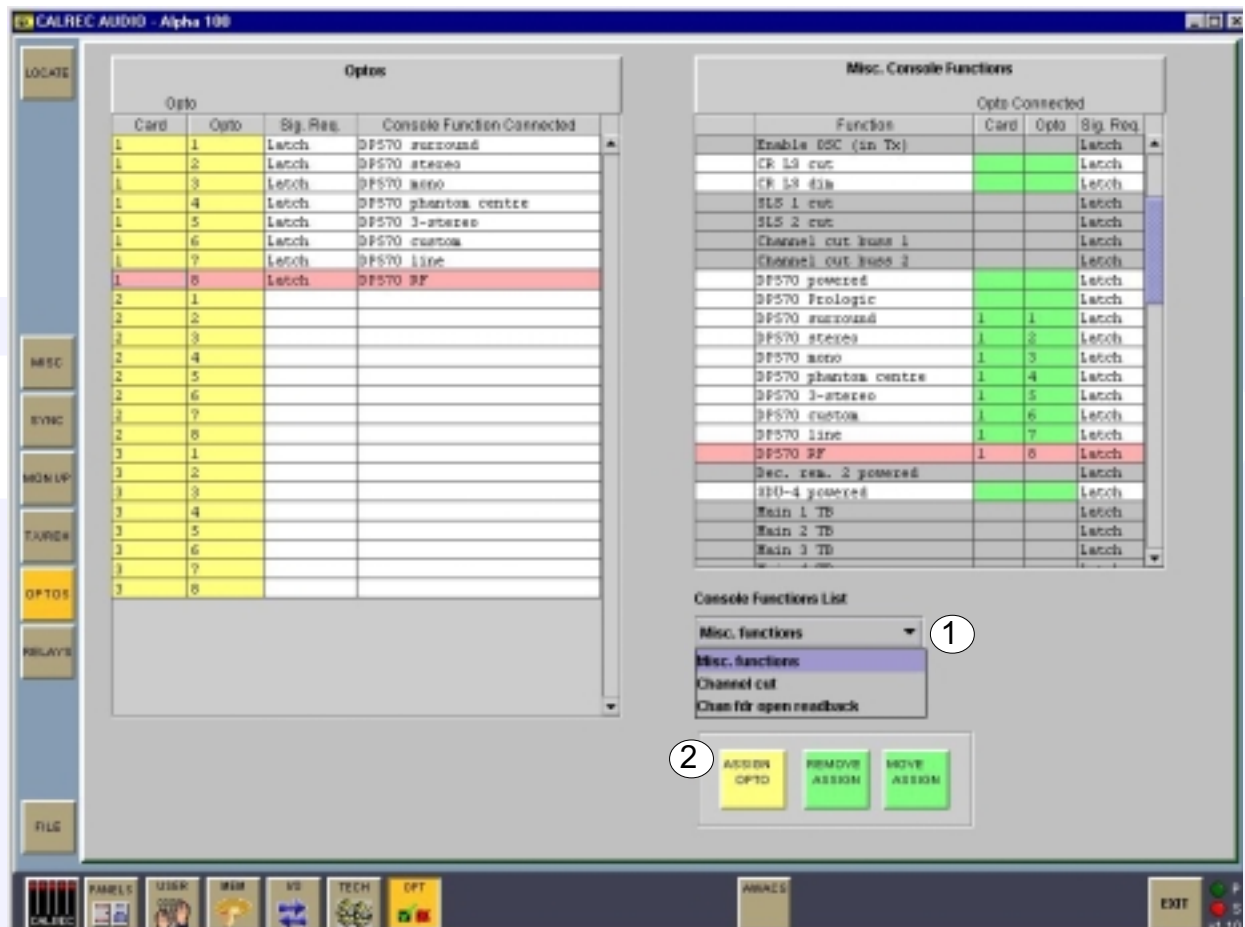 CALREC AUDIO - Alpha 100
LOCATE
MISC
SYNC
MON I/P
OPTOS
RELAYS
FILE
Optos
Opto
Card Opto Sig. Req. Console Function Connected
1 1 Latch DP570 surround
1 2 Latch DP570 stereo
1 3 Latch DP570 mono
1 4 Latch DP570 phantom centre
1 5 Latch DP570 3-stereo
1 6 Latch DP570 custom
1 7 Latch DP570 line
1 8 Latch DP570 RF
2 1
2 2
2 3
2 4
2 5
2 6
2 7
2 8
3 1
3 2
3 3
3 4
3 5
3 6
3 7
3 8
Misc. Console Functions
Opto Connected
Function Card Opto Sig. Req.
Enable OSC (in Tx) Latch
CR LS cut Latch
CR LS dim Latch
SLS 1 cut Latch
SLS 2 cut Latch
Channel cut buss 1 Latch
Channel cut buss 2 Latch
DP570 powered Latch
DP570 Prologic Latch
DP570 surround 1 1 Latch
DP570 stereo 1 2 Latch
DP570 mono 1 3 Latch
DP570 phantom centre 1 4 Latch
DP570 3-stereo 1 5 Latch
DP570 custom 1 6 Latch
DP570 line 1 7 Latch
DP570 RF 1 8 Latch
Dec. rem. 2 powered Latch
powered Latch
Main 1 TB Latch
Main 2 TB Latch
Main 3 TB Latch
Console Functions List
Misc. functions
1
Misc. functions
Channel cut
Chan fdr open readback
2
ASSIGN OPTO
REMOVE ASSIGN
MOVE ASSIGN
CALREC
PANELS
USER
MEM
I/O
TECH
OPT
AWACS
EXIT
P
S
v1.10